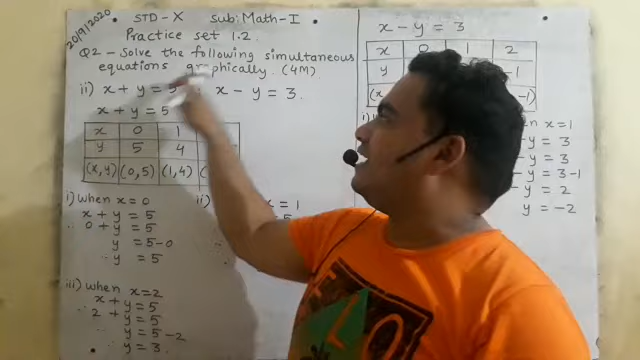 20/9/2020
STD-X Sub: Math-I
Practice set 1.2.
Q2 - Solve the following simultaneous
equations graphically. (4M)
ii) x + y = 5 ; x - y = 3.
x + y = 5
x 0 1
y 5 4
(x,y) (0,5) (1,4) (
i) when x = 0
x + y = 5
∴ 0 + y = 5
y = 5-0
∴ y = 5
ii) x = 1
iii) when x=2
x + y = 5
∴ 2 + y = 5
∴ y = 5-2
∴ y = 3.
x - y = 3
x 0 1 2
y -1
(x -1)
x=1
y = 3
- y = 3
- y = 3-1
- y = 2
y = -2